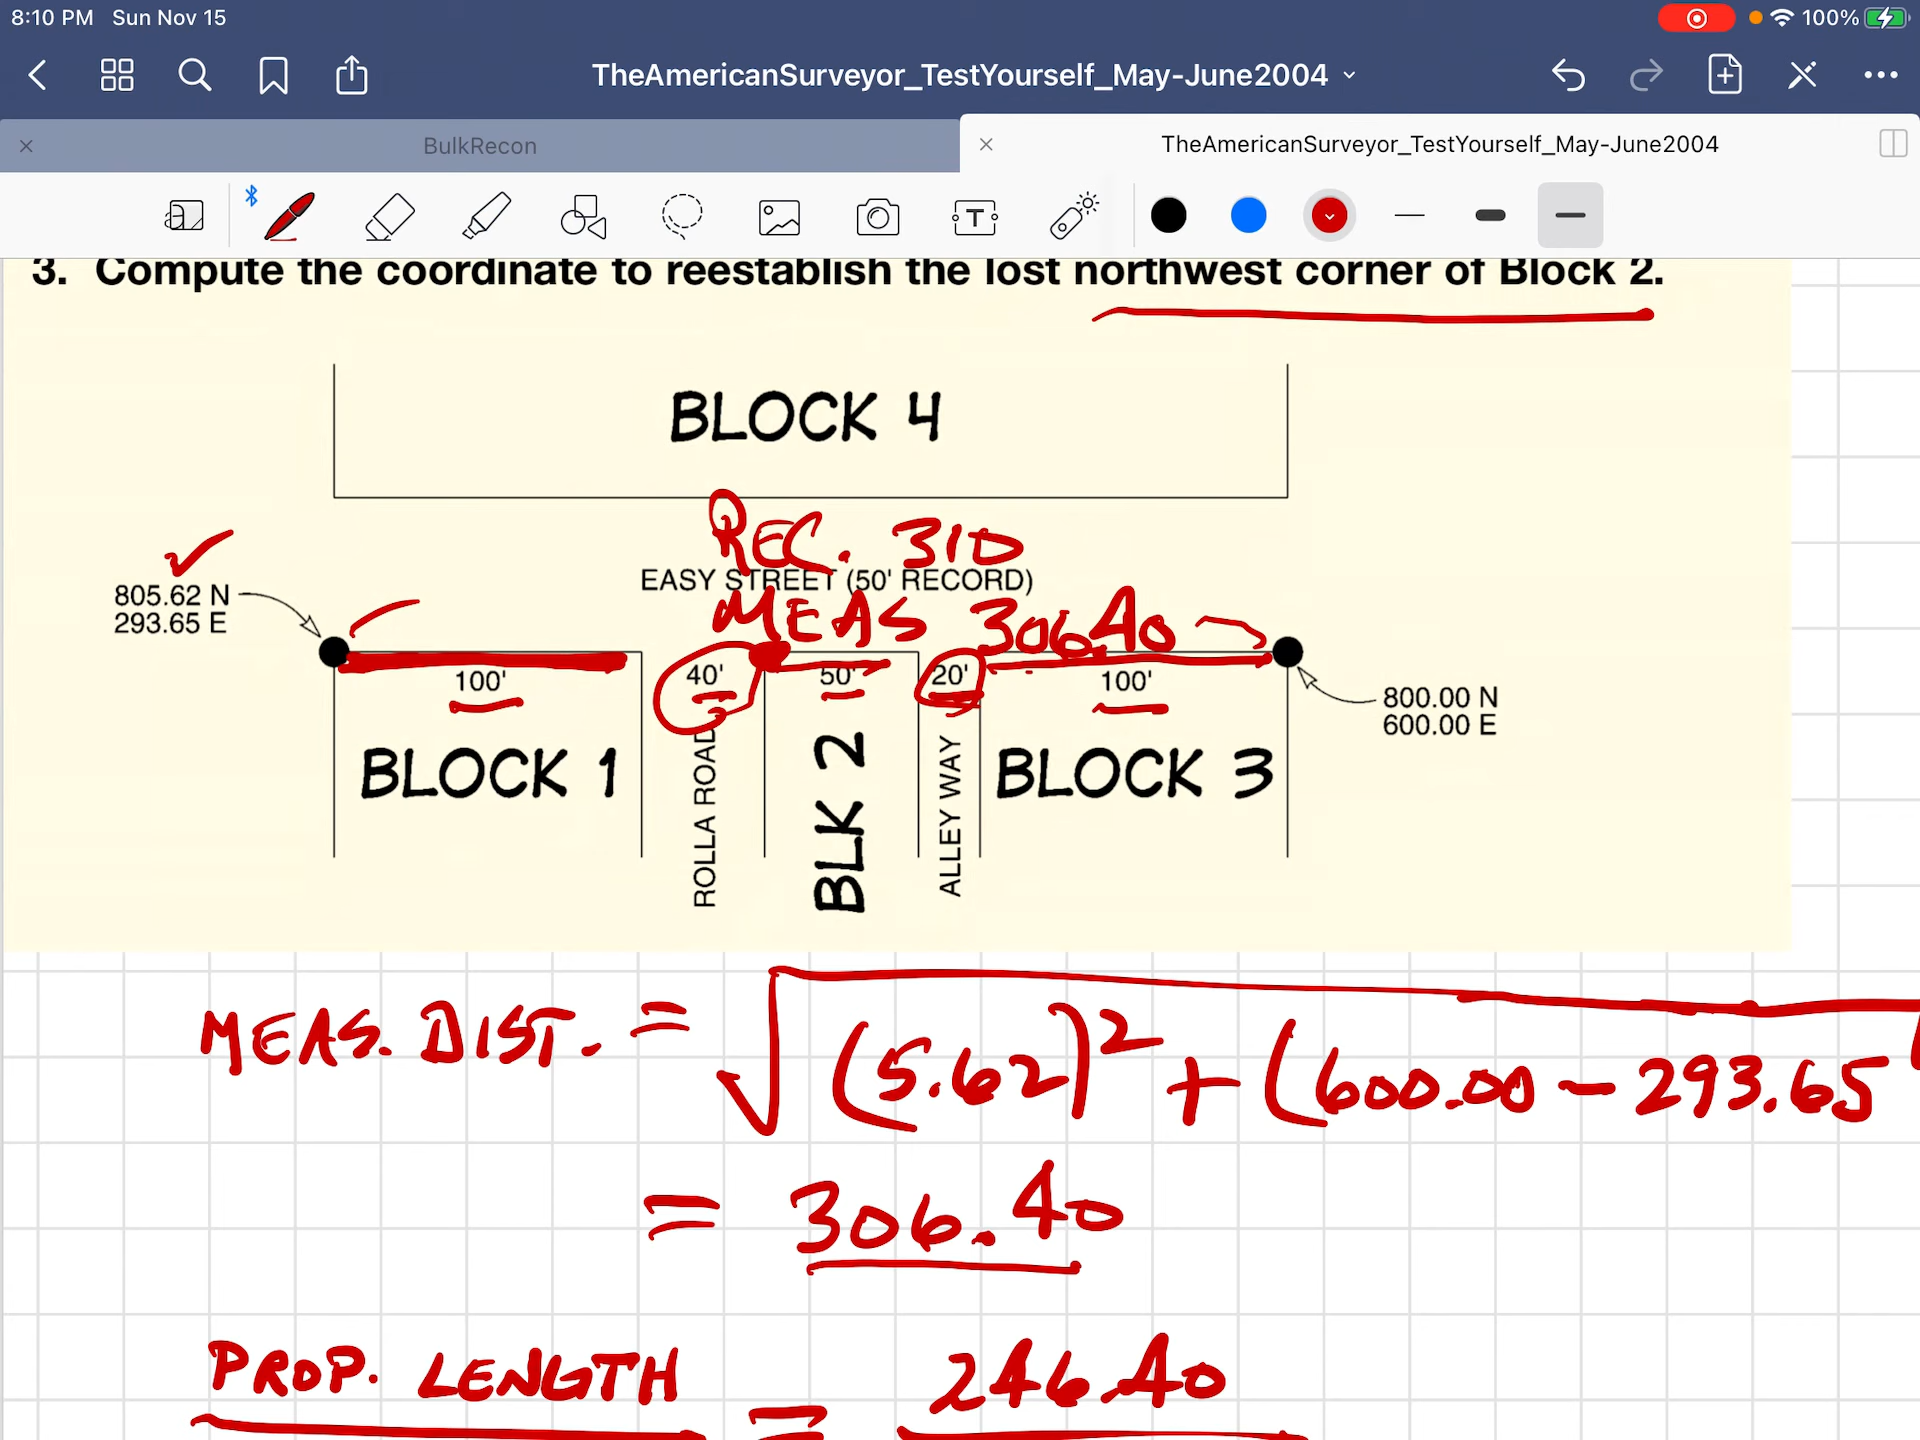 8:10 PM Sun Nov 15
100%
TheAmericanSurveyor_TestYourself_May-June2004
BulkRecon
TheAmericanSurveyor_TestYourself_May-June2004
3. Compute the coordinate to reestablish the lost northwest corner of Block 2.
BLOCK 4
REC. 310
EASY STREET (50' RECORD)
MEAS 306.40
805.62 N
293.65 E
100'
40'
50'
20'
100'
800.00 N
600.00 E
BLOCK 1
ROLLA ROAD
BLK 2
ALLEY WAY
BLOCK 3
MEAS. DIST. = √(5.62)² + (600.00 - 293.65
= 306.40
PROP. LENGTH = 246.40